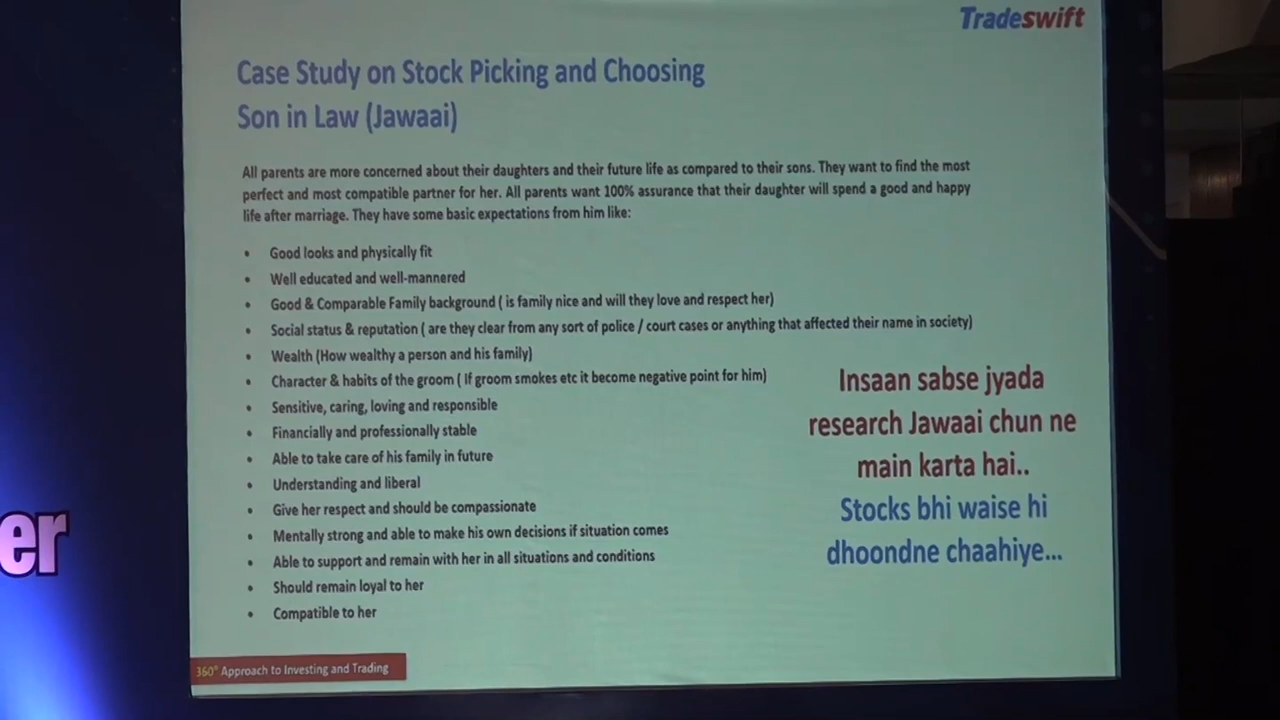 Tradeswift
Case Study on Stock Picking and Choosing
Son in Law (Jawaai)
All parents are more concerned about their daughters and their future life as compared to their sons. They want to find the most
perfect and most compatible partner for her. All parents want 100% assurance that their daughter will spend a good and happy
life after marriage. They have some basic expectations from him like:
• Good looks and physically fit
• Well educated and well-mannered
• Good & Comparable Family background ( is family nice and will they love and respect her)
• Social status & reputation ( are they clear from any sort of police / court cases or anything that affected their name in society)
• Wealth (How wealthy a person and his family)
• Character & habits of the groom ( If groom smokes etc it become negative point for him)
• Sensitive, caring, loving and responsible
• Financially and professionally stable
• Able to take care of his family in future
• Understanding and liberal
• Give her respect and should be compassionate
• Mentally strong and able to make his own decisions if situation comes
• Able to support and remain with her in all situations and conditions
• Should remain loyal to her
• Compatible to her
Insaan sabse jyada
research Jawaai chun ne
main karta hai..
Stocks bhi waise hi
dhoondne chaahiye...
er
360° Approach to Investing and Trading